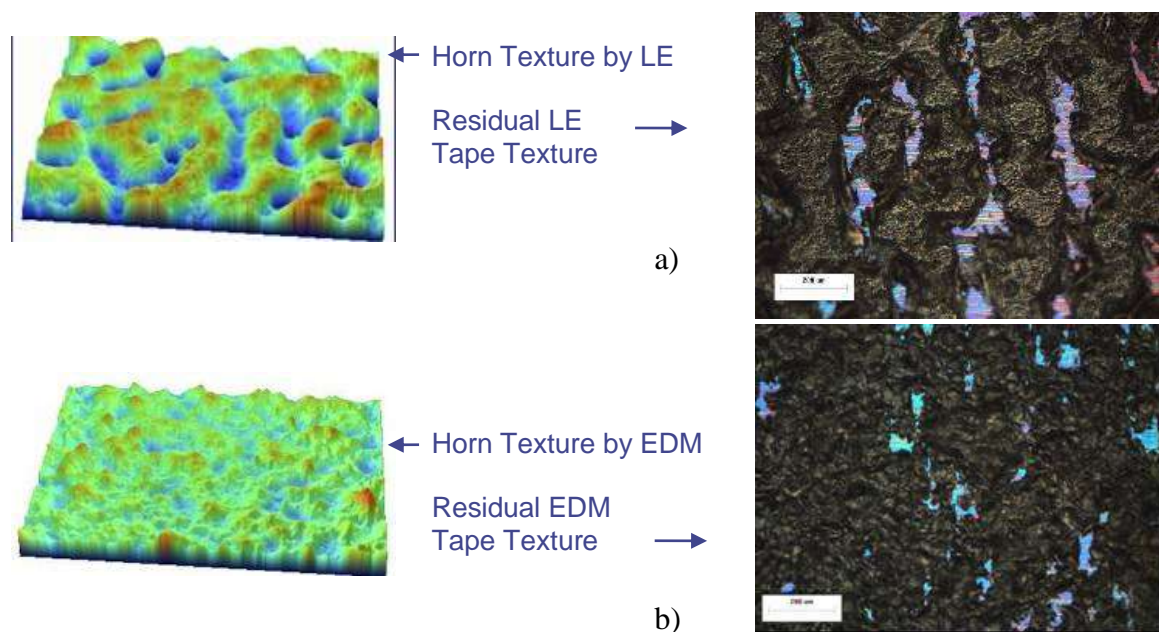 Horn Texture by LE
Residual LE
Tape Texture
a)
Horn Texture by EDM
Residual EDM
Tape Texture
b)